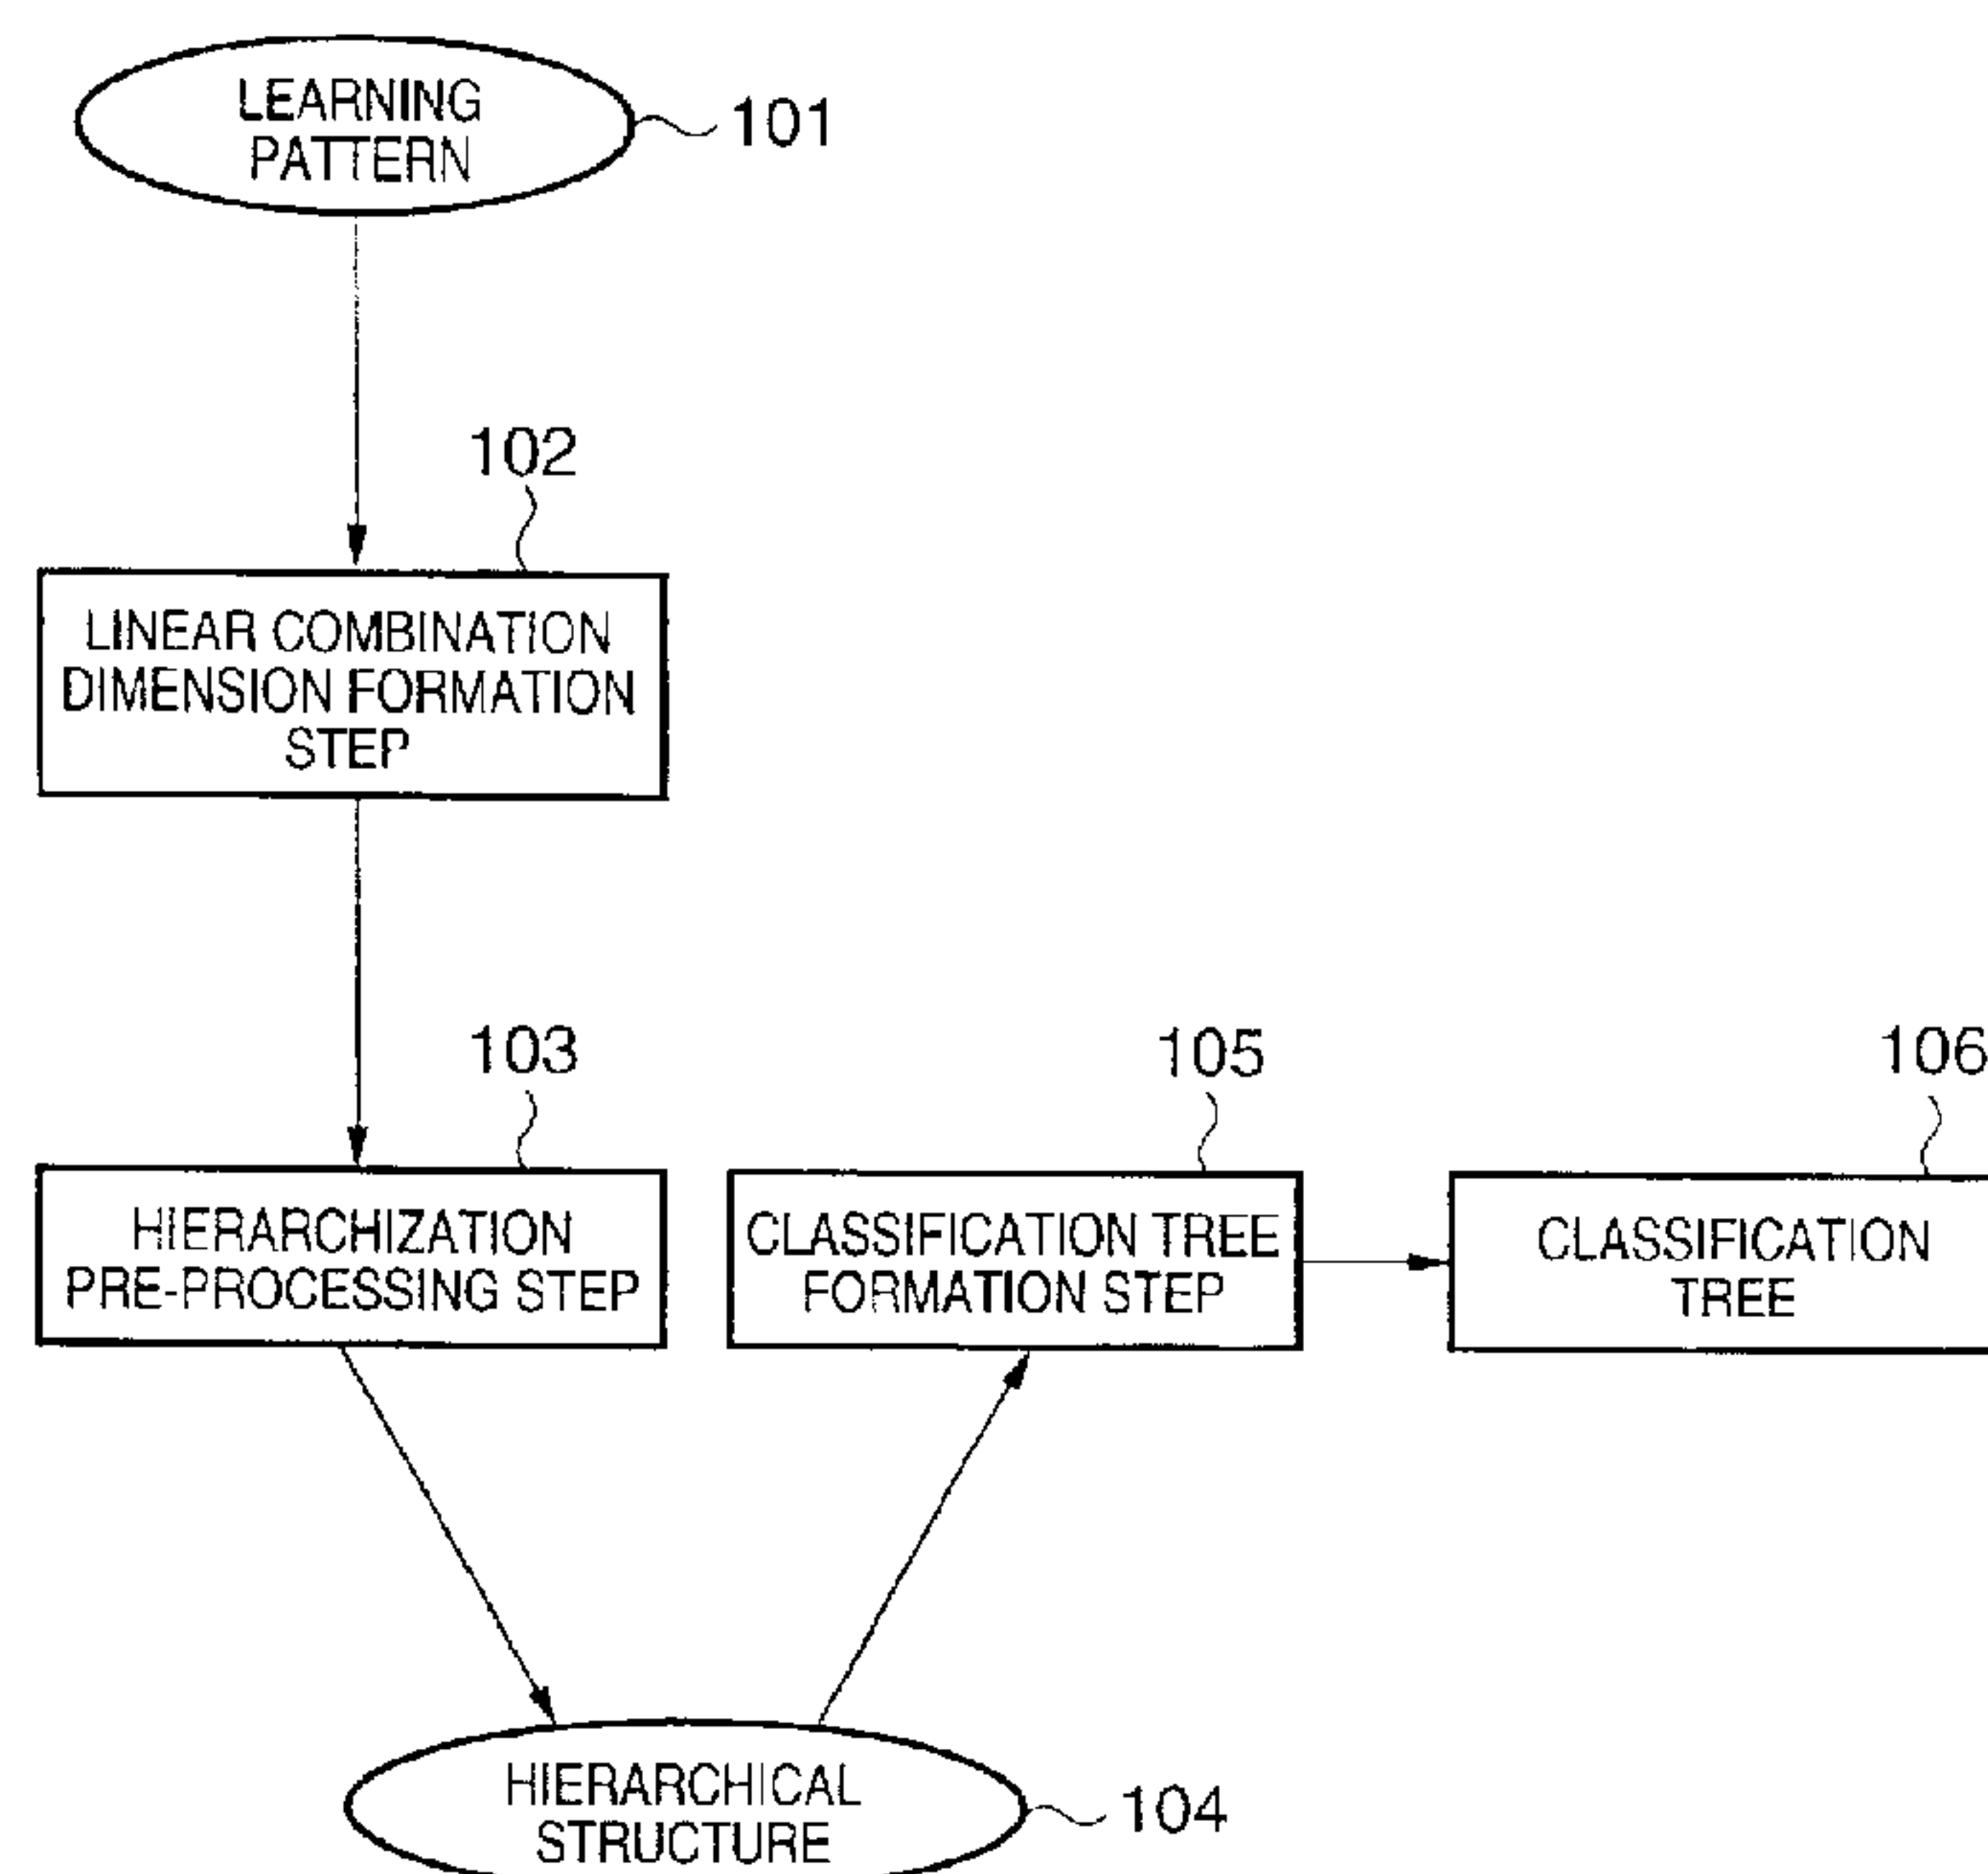 LEARNING
PATTERN
101
102
LINEAR COMBINATION
DIMENSION FORMATION
STEP
103
HIERARCHIZATION
PRE-PROCESSING STEP
105
CLASSIFICATION TREE
FORMATION STEP
106
CLASSIFICATION
TREE
HIERARCHICAL
STRUCTURE
104